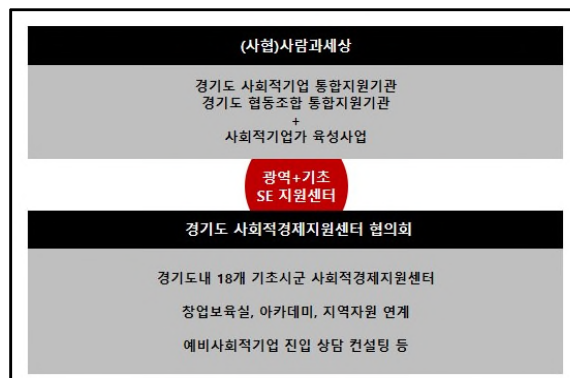 (사협)사람과세상
경기도 사회적기업 통합지원기관
경기도 협동조합 통합지원기관
+
사회적기업가 육성사업
광역+기초
SE 지원센터
경기도 사회적경제지원센터 협의회
경기도내 18개 기초시군 사회적경제지원센터
창업보육실, 아카데미, 지역자원 연계
예비사회적기업 진입 상담 컨설팅 등